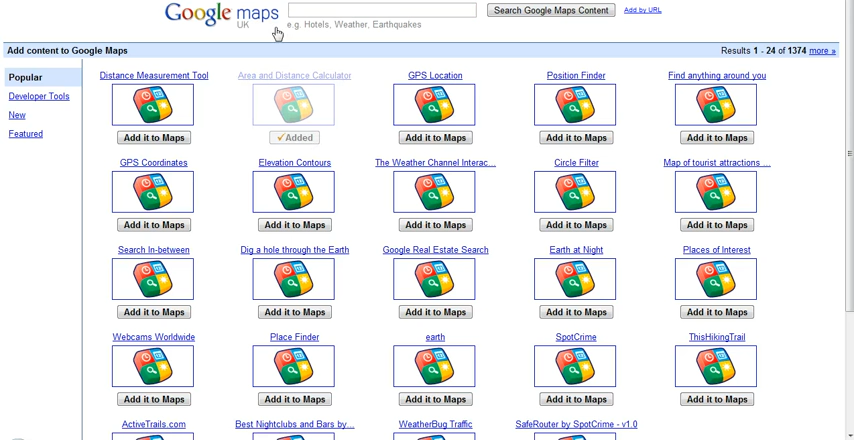 Google maps
UK
Search Google Maps Content
Add by URL
e.g. Hotels, Weather, Earthquakes
Add content to Google Maps
Results 1 - 24 of 1374 more »
Popular
Developer Tools
New
Featured
Distance Measurement Tool
Area and Distance Calculator
GPS Location
Position Finder
Find anything around you
Add it to Maps
✓Added
Add it to Maps
Add it to Maps
Add it to Maps
GPS Coordinates
Elevation Contours
The Weather Channel Interac...
Circle Filter
Map of tourist attractions ...
Add it to Maps
Add it to Maps
Add it to Maps
Add it to Maps
Add it to Maps
Search In-between
Dig a hole through the Earth
Google Real Estate Search
Earth at Night
Places of Interest
Add it to Maps
Add it to Maps
Add it to Maps
Add it to Maps
Add it to Maps
Webcams Worldwide
Place Finder
earth
SpotCrime
ThisHikingTrail
Add it to Maps
Add it to Maps
Add it to Maps
Add it to Maps
Add it to Maps
ActiveTrails.com
Best Nightclubs and Bars by...
WeatherBug Traffic
SafeRouter by SpotCrime - v1.0